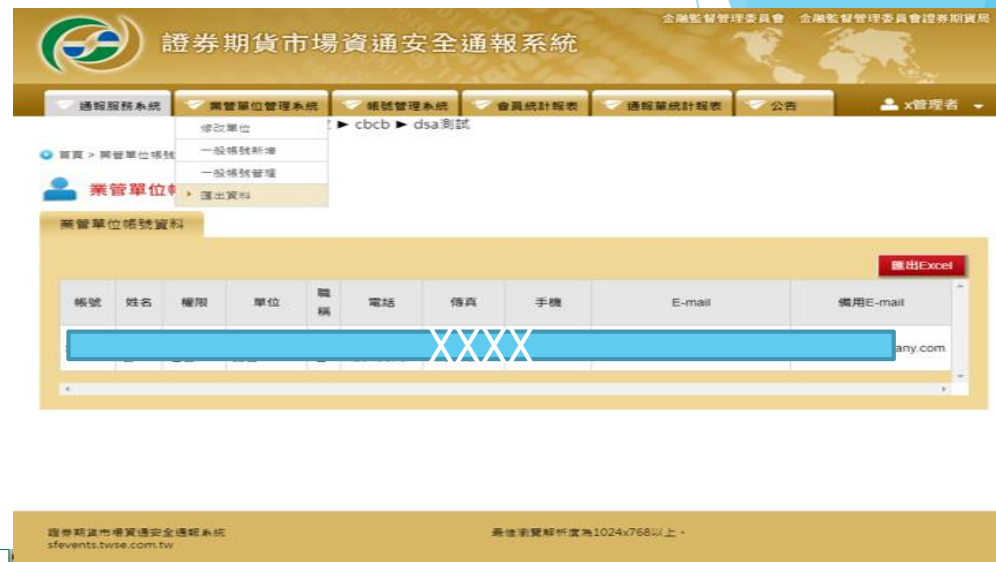 金融監督管理委員會 金融監督管理委員會證券期貨局
證券期貨市場資通安全通報系統
通報服務系統 業管單位管理系統 帳號管理系統 會員統計報表 通報單統計報表 公告 x管理者
► cbcb ► dsa測試
修改單位
一般帳號新增
一般帳號管理
匯出資料
首頁 > 業管單位帳號
業管單位
業管單位帳號資料
匯出Excel
帳號 姓名 權限 單位 職稱 電話 傳真 手機 E-mail 備用E-mail
XXXX
any.com
證券期貨市場資通安全通報系統 最佳瀏覽解析度為1024x768以上。
sfevents.twse.com.tw